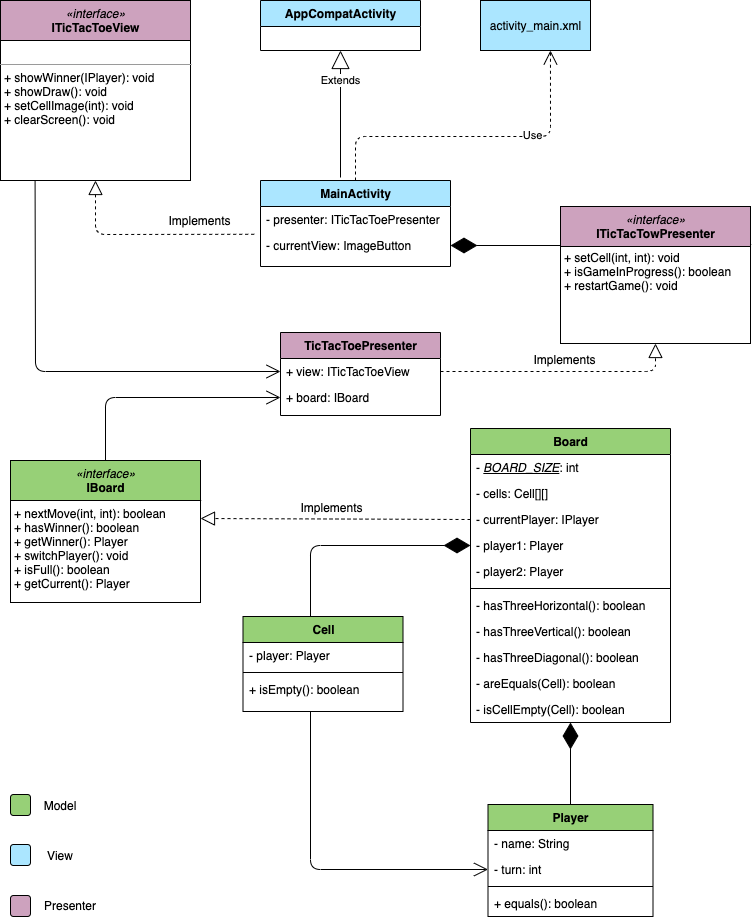 «interface»
ITicTacToeView
+ showWinner(IPlayer): void
+ showDraw(): void
+ setCellImage(int): void
+ clearScreen(): void
AppCompatActivity
activity_main.xml
Extends
Use
Implements
MainActivity
- presenter: ITicTacToePresenter
- currentView: ImageButton
«interface»
ITicTacTowPresenter
+ setCell(int, int): void
+ isGameInProgress(): boolean
+ restartGame(): void
TicTacToePresenter
+ view: ITicTacToeView
+ board: IBoard
Implements
«interface»
IBoard
+ nextMove(int, int): boolean
+ hasWinner(): boolean
+ getWinner(): Player
+ switchPlayer(): void
+ isFull(): boolean
+ getCurrent(): Player
Implements
Board
- BOARD_SIZE: int
- cells: Cell[][]
- currentPlayer: IPlayer
- player1: Player
- player2: Player
- hasThreeHorizontal(): boolean
- hasThreeVertical(): boolean
- hasThreeDiagonal(): boolean
- areEquals(Cell): boolean
- isCellEmpty(Cell): boolean
Cell
- player: Player
+ isEmpty(): boolean
Player
- name: String
- turn: int
+ equals(): boolean
Model
View
Presenter